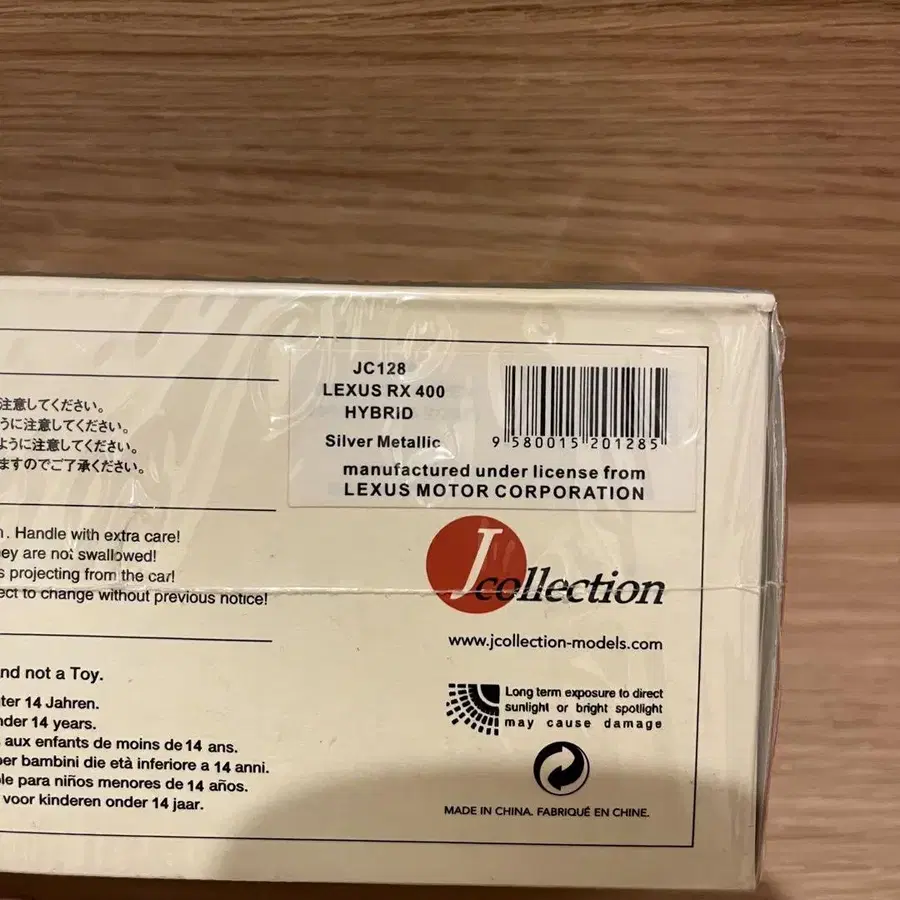 注意してください。
うに注意してください。
ように注意してください。
ますのでご了承ください。
. Handle with extra care!
ey are not swallowed!
s projecting from the car!
ect to change without previous notice!
nd not a Toy.
ter 14 Jahren.
nder 14 years.
aux enfants de moins de 14 ans.
per bambini die età inferiore a 14 anni.
le para niños menores de 14 años.
voor kinderen onder 14 jaar.
JC128
LEXUS RX 400
HYBRiD
Silver Metallic
9 580015 201285
manufactured under license from
LEXUS MOTOR CORPORATION
Jcollection
www.jcollection-models.com
Long term exposure to direct
sunlight or bright spotlight
may cause damage
MADE IN CHINA. FABRIQUÉ EN CHINE.